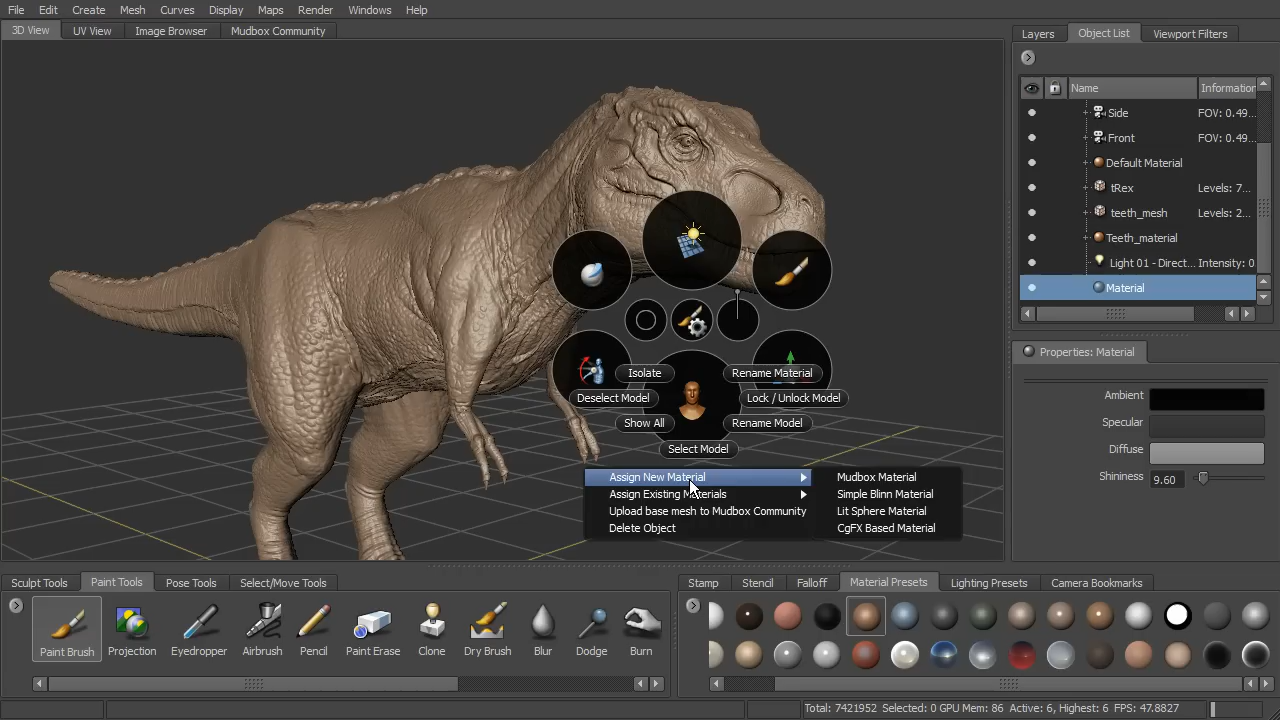 File Edit Create Mesh Curves Display Maps Render Windows Help
3D View UV View Image Browser Mudbox Community
Layers Object List Viewport Filters
Name Information
Side FOV: 0.49...
Front FOV: 0.49...
Default Material
tRex Levels: 7...
teeth_mesh Levels: 2...
Teeth_material
Light 01 - Direct... Intensity: 0
Material
Properties: Material
Ambient
Specular
Diffuse
Shininess 9.60
Isolate Rename Material
Deselect Model Lock / Unlock Model
Show All Rename Model
Select Model
Assign New Material
Assign Existing Materials
Upload base mesh to Mudbox Community
Delete Object
Mudbox Material
Simple Blinn Material
Lit Sphere Material
CgFX Based Material
Sculpt Tools Paint Tools Pose Tools Select/Move Tools
Paint Brush Projection Eyedropper Airbrush Pencil Paint Erase Clone Dry Brush Blur Dodge Burn
Stamp Stencil Falloff Material Presets Lighting Presets Camera Bookmarks
Total: 7421952 Selected: 0 GPU Mem: 86 Active: 6, Highest: 6 FPS: 47.8827